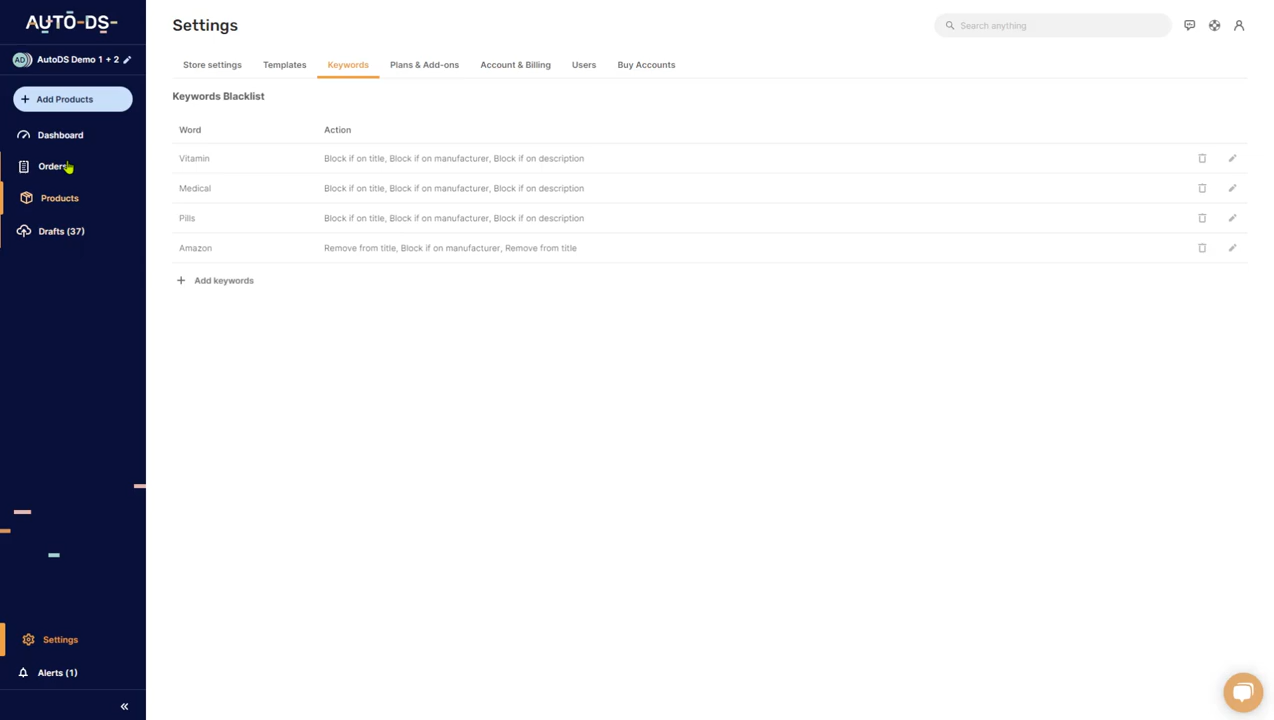 AUTO-DS-
AD AutoDS Demo 1 + 2
+ Add Products
Dashboard
Orders
Products
Drafts (37)
Settings
Alerts (1)
«
Settings
Search anything
Store settings Templates Keywords Plans & Add-ons Account & Billing Users Buy Accounts
Keywords Blacklist
Word Action
Vitamin Block if on title, Block if on manufacturer, Block if on description
Medical Block if on title, Block if on manufacturer, Block if on description
Pills Block if on title, Block if on manufacturer, Block if on description
Amazon Remove from title, Block if on manufacturer, Remove from title
+ Add keywords